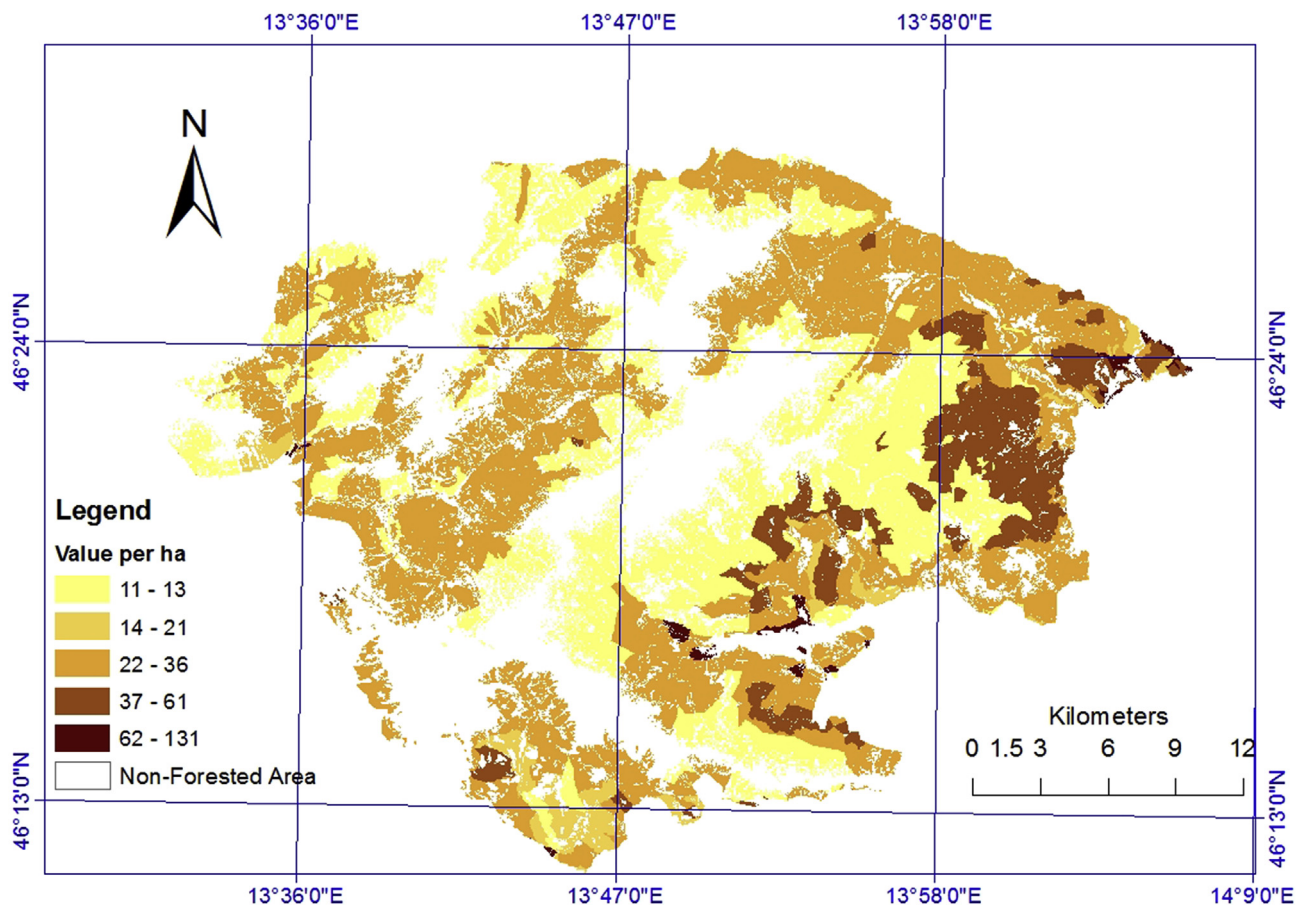 13°36'0"E 13°47'0"E 13°58'0"E
N
46°24'0"N
46°24'0"N
Legend
Value per ha
11 - 13
14 - 21
22 - 36
37 - 61
62 - 131
Non-Forested Area
Kilometers
0 1.5 3 6 9 12
46°13'0"N
46°13'0"N
13°36'0"E 13°47'0"E 13°58'0"E 14°9'0"E